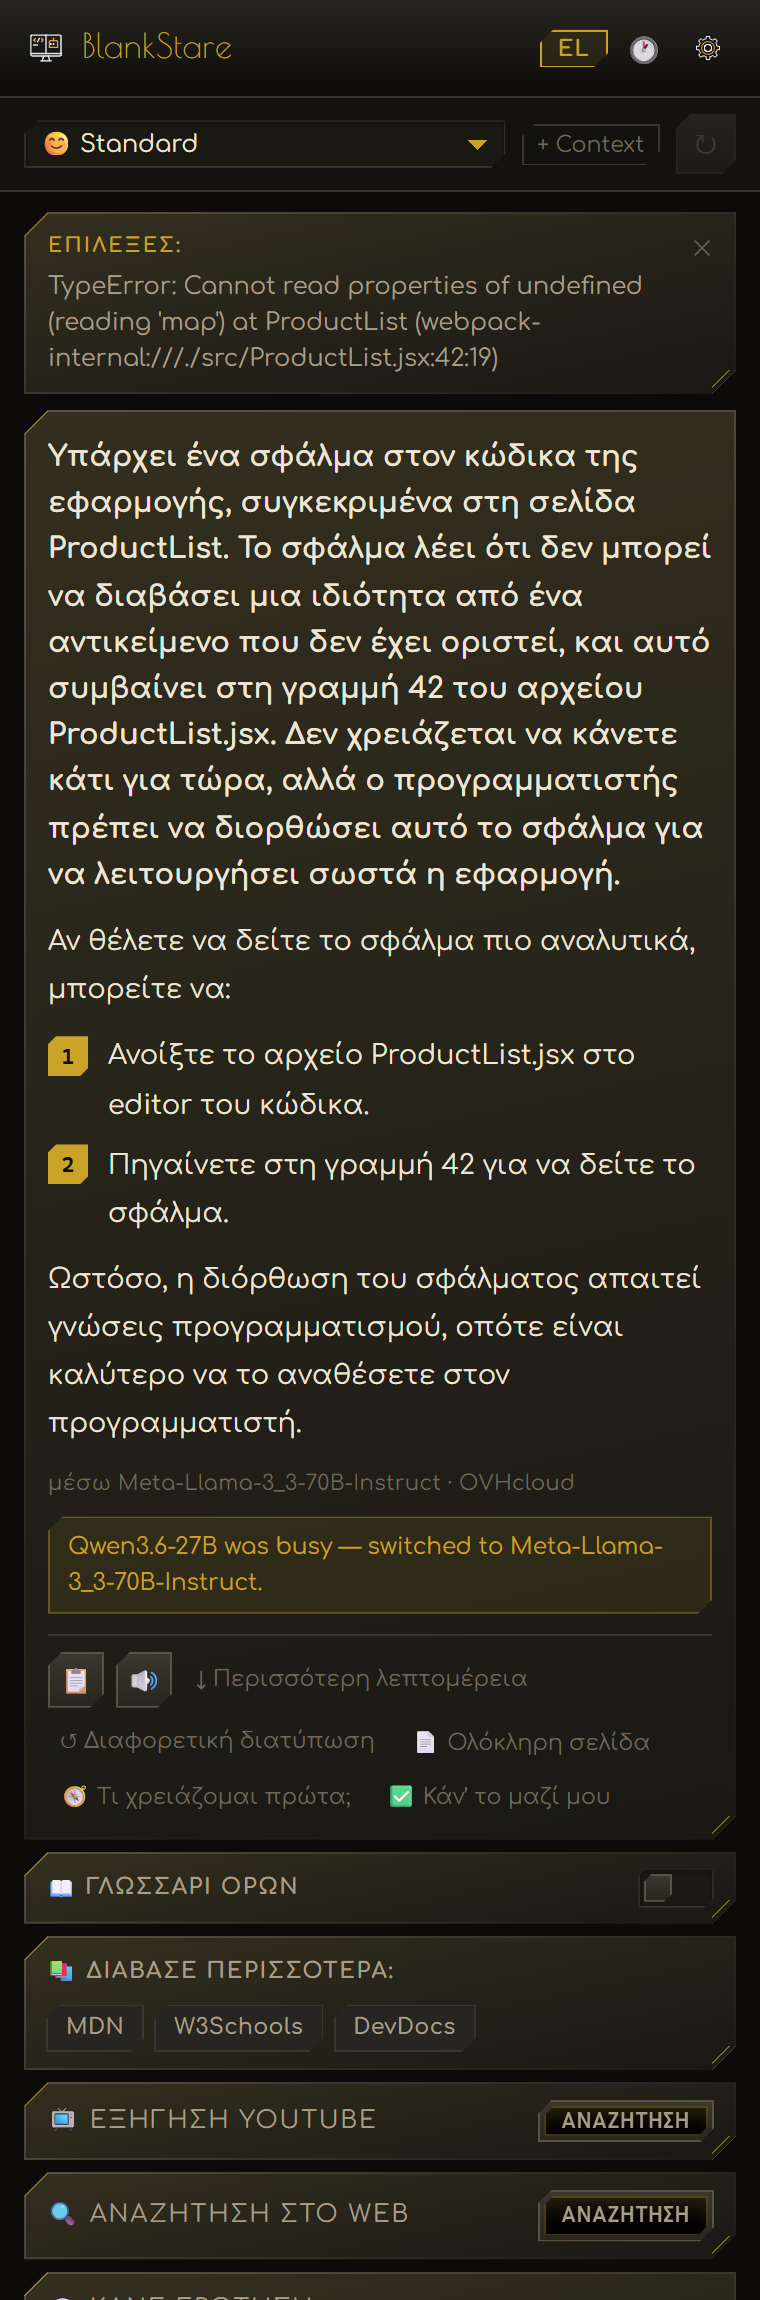 BlankStare
EL
Standard
+ Context
ΕΠΙΛΕΞΕΣ:
TypeError: Cannot read properties of undefined
(reading 'map') at ProductList (webpack-
internal:///./src/ProductList.jsx:42:19)
Υπάρχει ένα σφάλμα στον κώδικα της
εφαρμογής, συγκεκριμένα στη σελίδα
ProductList. Το σφάλμα λέει ότι δεν μπορεί
να διαβάσει μια ιδιότητα από ένα
αντικείμενο που δεν έχει οριστεί, και αυτό
συμβαίνει στη γραμμή 42 του αρχείου
ProductList.jsx. Δεν χρειάζεται να κάνετε
κάτι για τώρα, αλλά ο προγραμματιστής
πρέπει να διορθώσει αυτό το σφάλμα για
να λειτουργήσει σωστά η εφαρμογή.
Αν θέλετε να δείτε το σφάλμα πιο αναλυτικά,
μπορείτε να:
1 Ανοίξτε το αρχείο ProductList.jsx στο
editor του κώδικα.
2 Πηγαίνετε στη γραμμή 42 για να δείτε το
σφάλμα.
Ωστόσο, η διόρθωση του σφάλματος απαιτεί
γνώσεις προγραμματισμού, οπότε είναι
καλύτερο να το αναθέσετε στον
προγραμματιστή.
μέσω Meta-Llama-3_3-70B-Instruct · OVHcloud
Qwen3.6-27B was busy — switched to Meta-Llama-
3_3-70B-Instruct.
↓ Περισσότερη λεπτομέρεια
↺ Διαφορετική διατύπωση
Ολόκληρη σελίδα
Τι χρειάζομαι πρώτα;
Κάν' το μαζί μου
ΓΛΩΣΣΑΡΙ ΟΡΩΝ
ΔΙΑΒΑΣΕ ΠΕΡΙΣΣΟΤΕΡΑ:
MDN
W3Schools
DevDocs
ΕΞΗΓΗΣΗ YOUTUBE
ΑΝΑΖΗΤΗΣΗ
ΑΝΑΖΗΤΗΣΗ ΣΤΟ WEB
ΑΝΑΖΗΤΗΣΗ